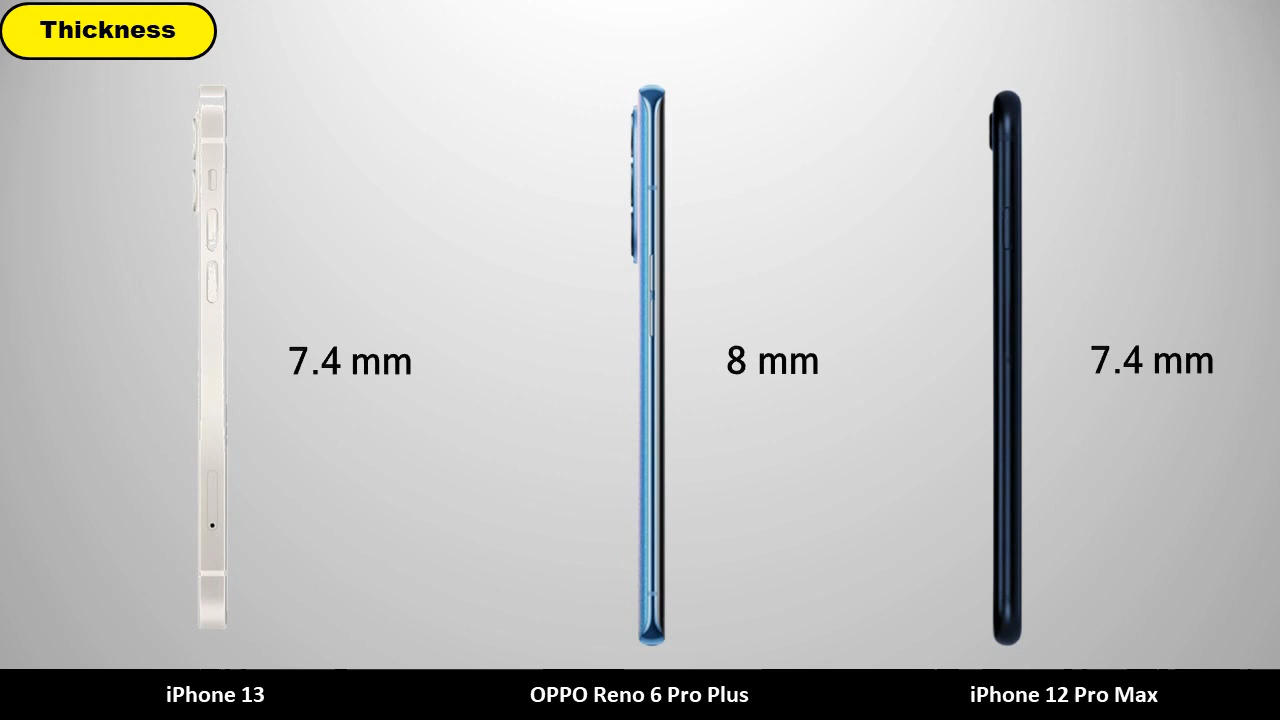 Thickness
7.4 mm
8 mm
7.4 mm
iPhone 13
OPPO Reno 6 Pro Plus
iPhone 12 Pro Max